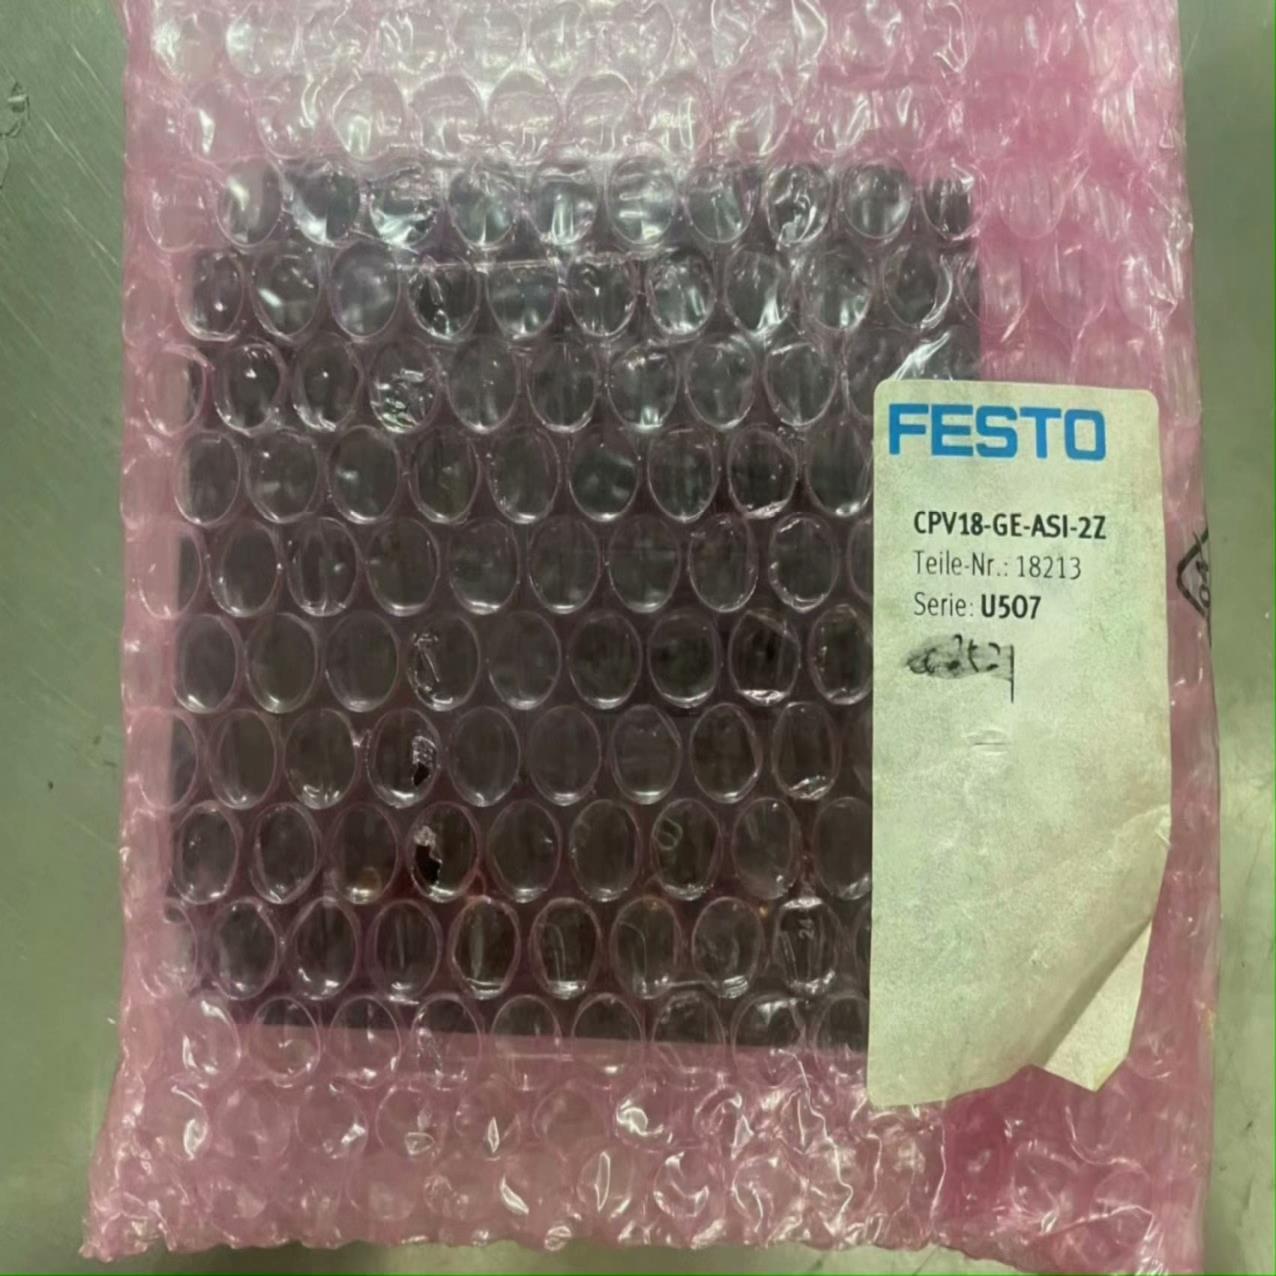 FESTO
CPV18-GE-ASI-2Z
Teile-Nr.: 18213
Serie: U507